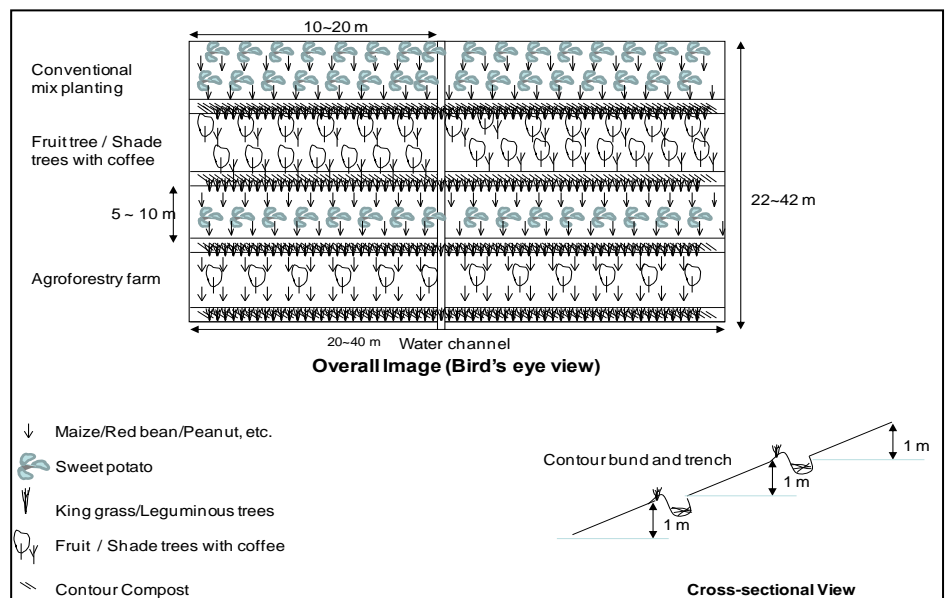 10~20 m
Conventional
mix planting
Fruit tree / Shade
trees with coffee
5 ~ 10 m
22~42 m
Agroforestry farm
20~40 m Water channel
Overall Image (Bird's eye view)
Maize/Red bean/Peanut, etc.
Sweet potato
King grass/Leguminous trees
Fruit / Shade trees with coffee
Contour Compost
Contour bund and trench
1 m
1 m
1 m
Cross-sectional View